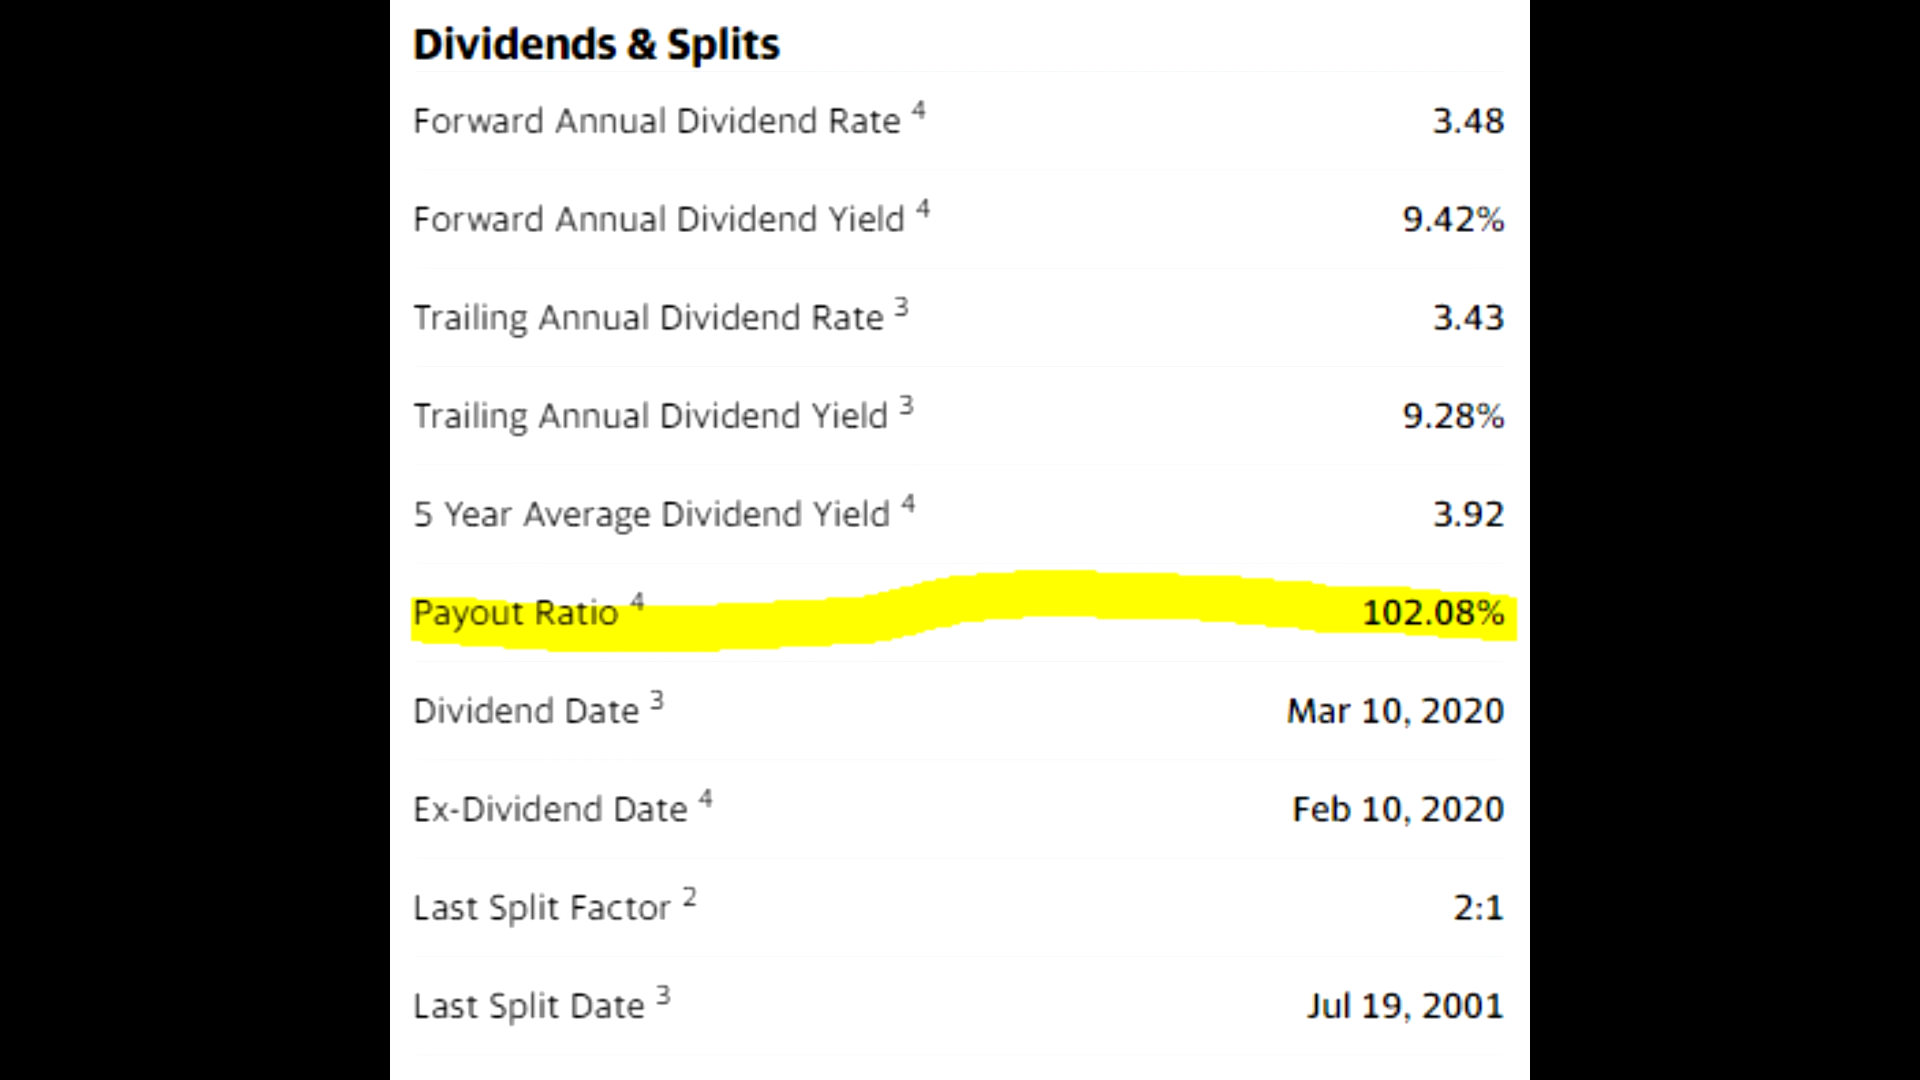 Dividends & Splits
Forward Annual Dividend Rate 4 3.48
Forward Annual Dividend Yield 4 9.42%
Trailing Annual Dividend Rate 3 3.43
Trailing Annual Dividend Yield 3 9.28%
5 Year Average Dividend Yield 4 3.92
Payout Ratio 4 102.08%
Dividend Date 3 Mar 10, 2020
Ex-Dividend Date 4 Feb 10, 2020
Last Split Factor 2 2:1
Last Split Date 3 Jul 19, 2001